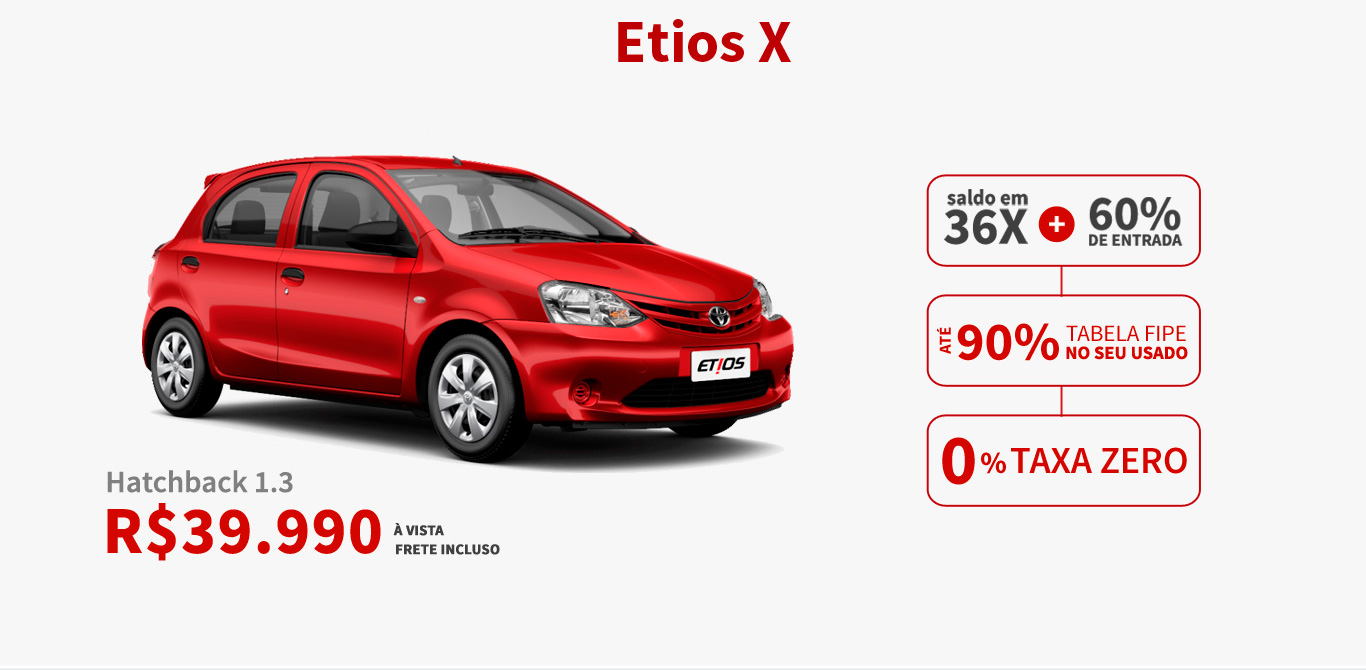 Etios X
saldo em
36X
+
60%
DE ENTRADA
ATÉ
90%
TABELA FIPE
NO SEU USADO
0% TAXA ZERO
ETIOS
Hatchback 1.3
R$39.990
À VISTA
FRETE INCLUSO